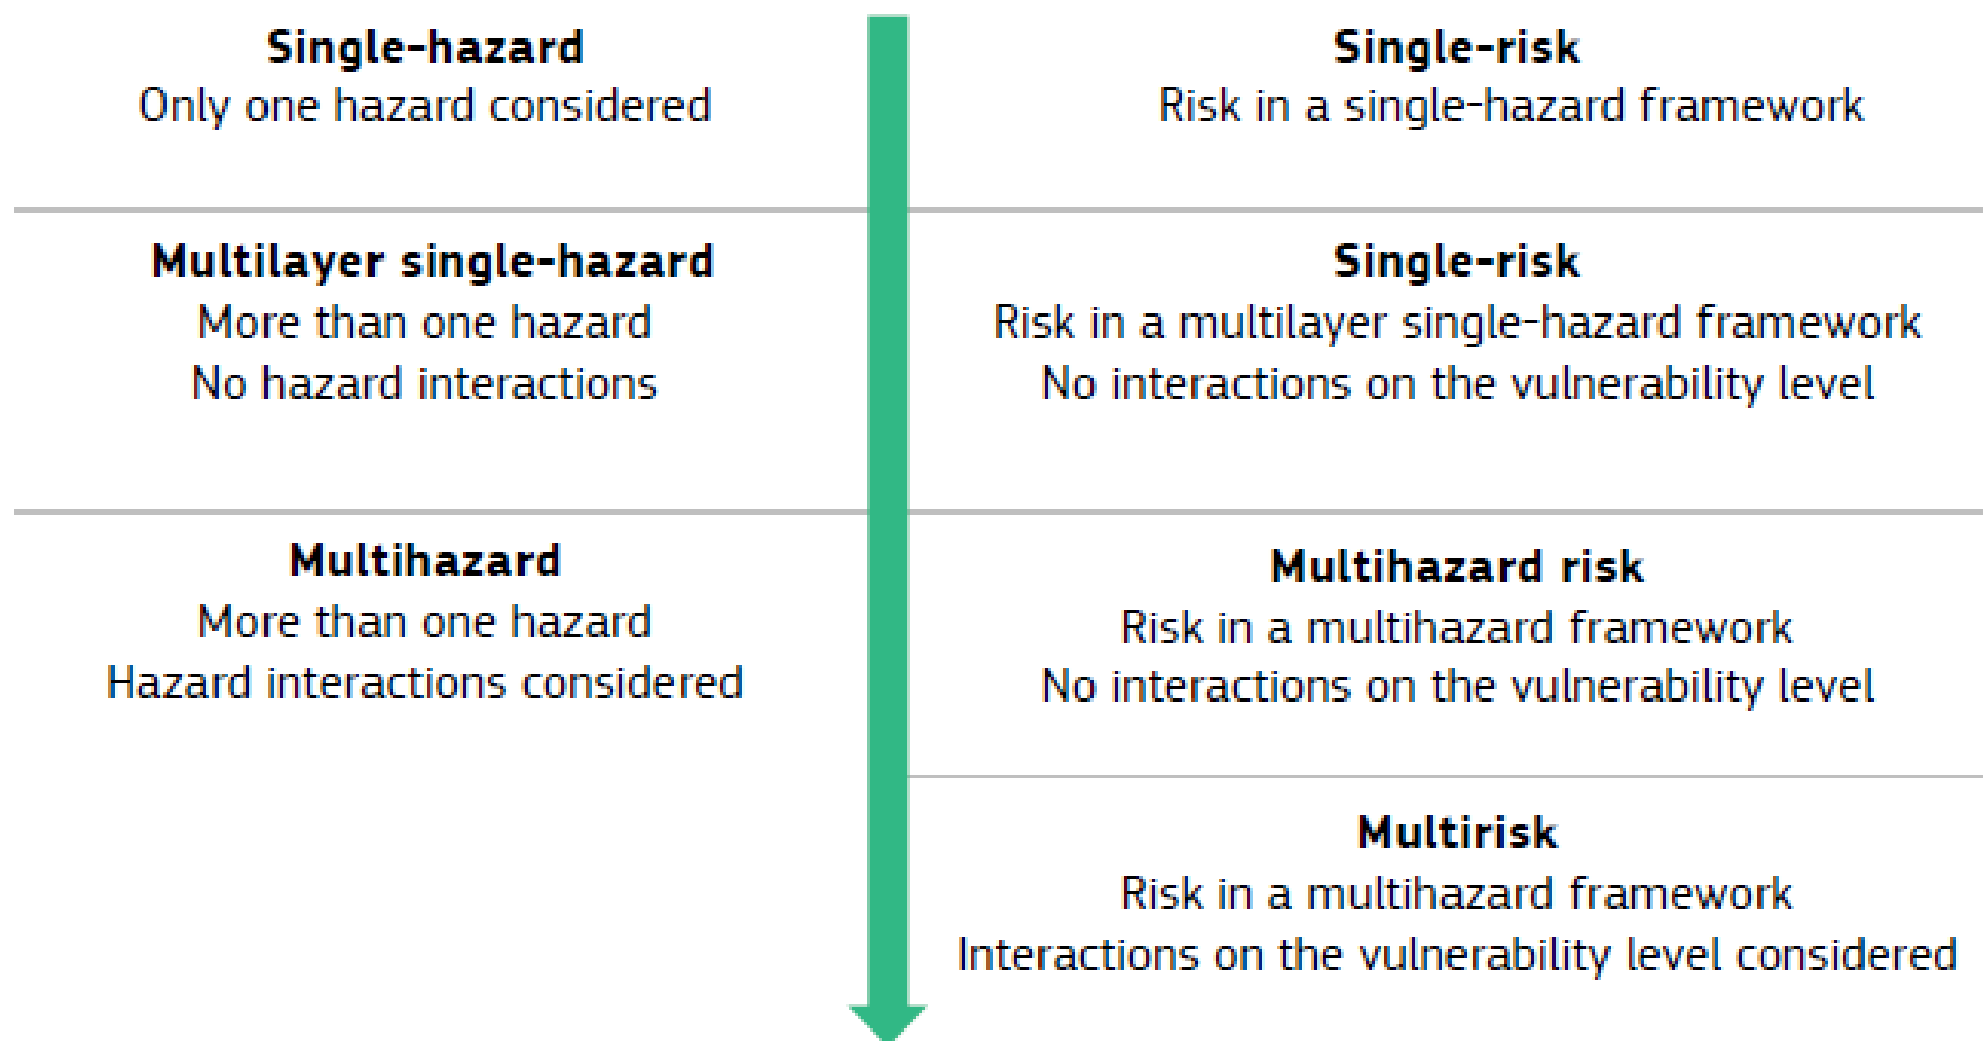 Single-hazard
Only one hazard considered
Single-risk
Risk in a single-hazard framework
Multilayer single-hazard
More than one hazard
No hazard interactions
Single-risk
Risk in a multilayer single-hazard framework
No interactions on the vulnerability level
Multihazard
More than one hazard
Hazard interactions considered
Multihazard risk
Risk in a multihazard framework
No interactions on the vulnerability level
Multirisk
Risk in a multihazard framework
Interactions on the vulnerability level considered